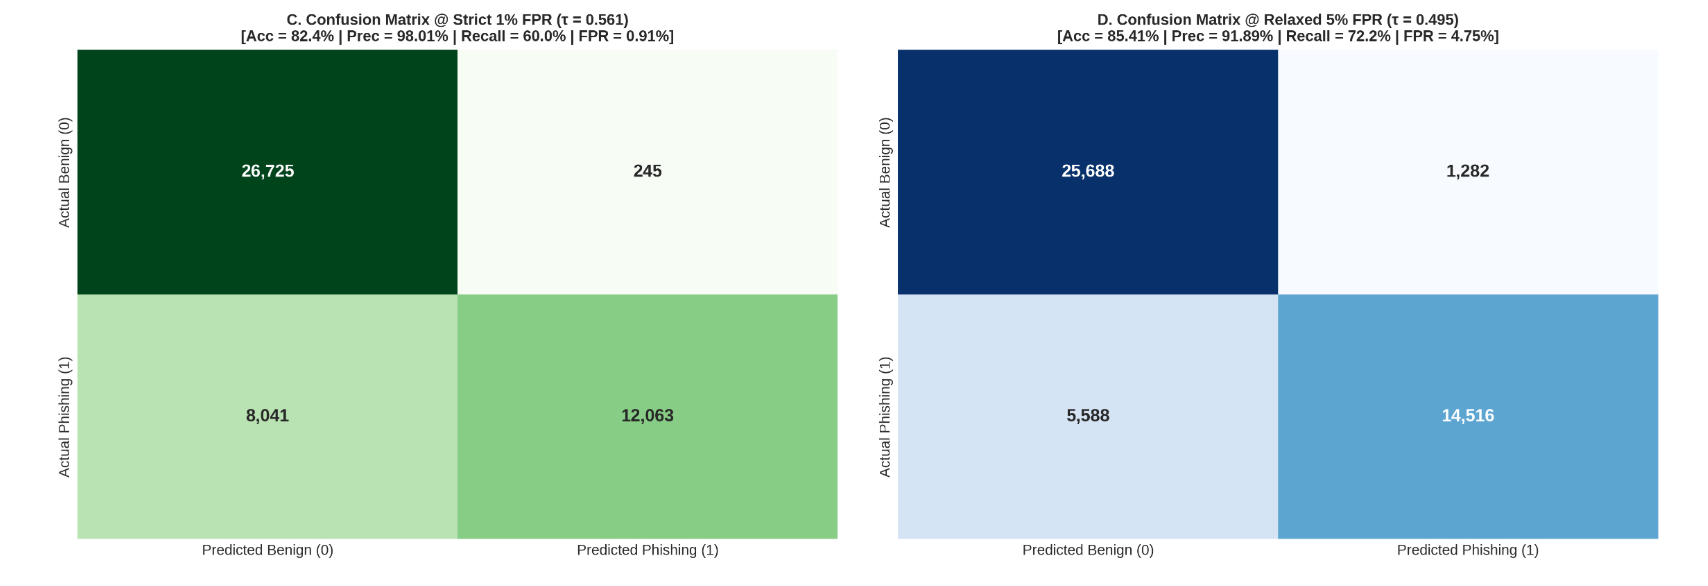 C. Confusion Matrix @ Strict 1% FPR (τ = 0.561)
[Acc = 82.4% | Prec = 98.01% | Recall = 60.0% | FPR = 0.91%]
Actual Benign (0)
26,725
245
Actual Phishing (1)
8,041
12,063
Predicted Benign (0)
Predicted Phishing (1)
D. Confusion Matrix @ Relaxed 5% FPR (τ = 0.495)
[Acc = 85.41% | Prec = 91.89% | Recall = 72.2% | FPR = 4.75%]
Actual Benign (0)
25,688
1,282
Actual Phishing (1)
5,588
14,516
Predicted Benign (0)
Predicted Phishing (1)